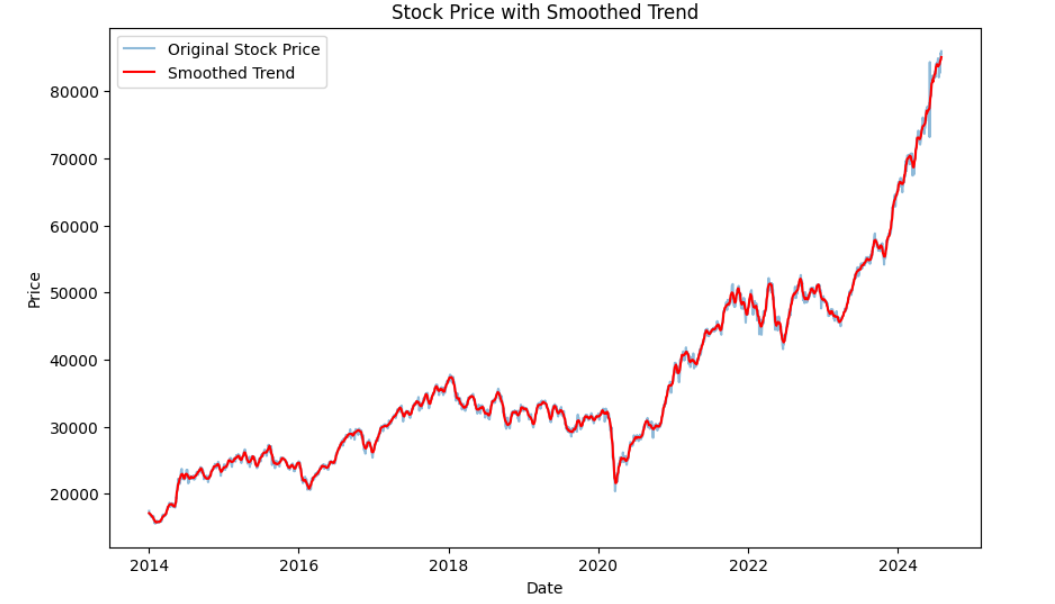 Stock Price with Smoothed Trend
Original Stock Price
Smoothed Trend
80000
70000
60000
50000
40000
30000
20000
Price
2014 2016 2018 2020 2022 2024
Date